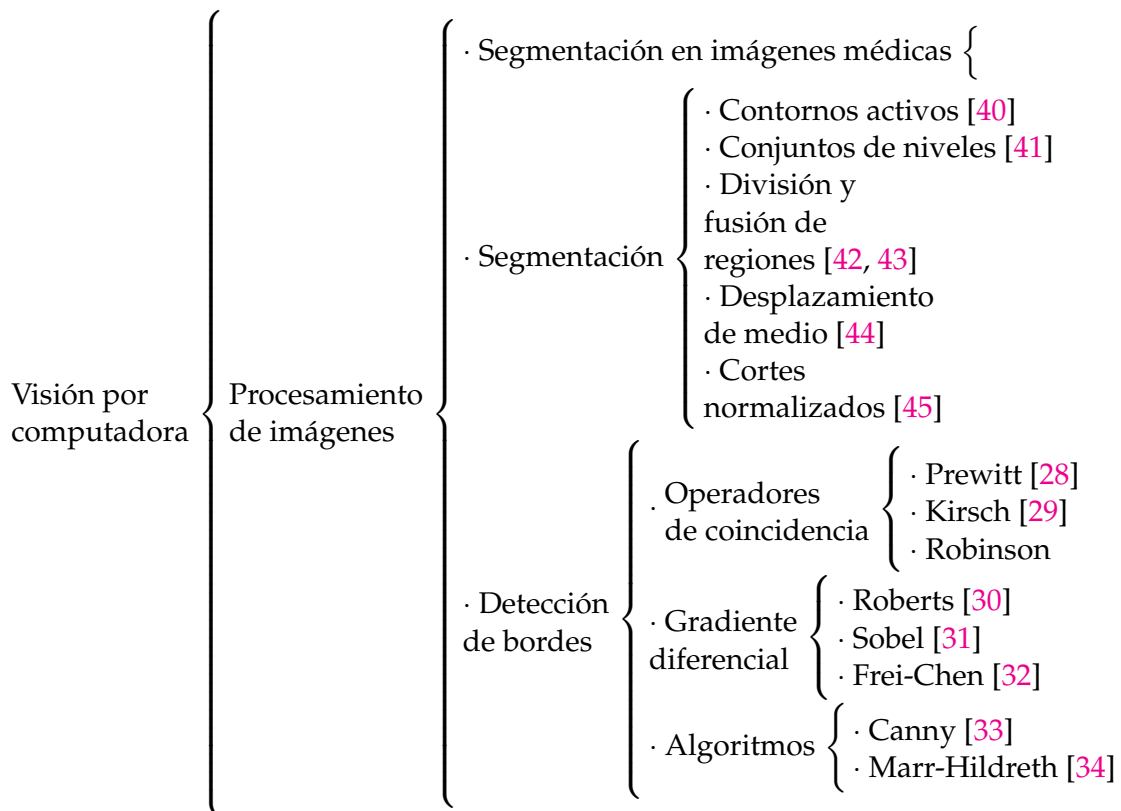 Visión por
computadora
Procesamiento
de imágenes
· Segmentación en imágenes médicas
· Segmentación
· Contornos activos [40]
· Conjuntos de niveles [41]
· División y
fusión de
regiones [42, 43]
· Desplazamiento
de medio [44]
· Cortes
normalizados [45]
· Detección
de bordes
· Operadores
de coincidencia
· Prewitt [28]
· Kirsch [29]
· Robinson
· Gradiente
diferencial
· Roberts [30]
· Sobel [31]
· Frei-Chen [32]
· Algoritmos
· Canny [33]
· Marr-Hildreth [34]